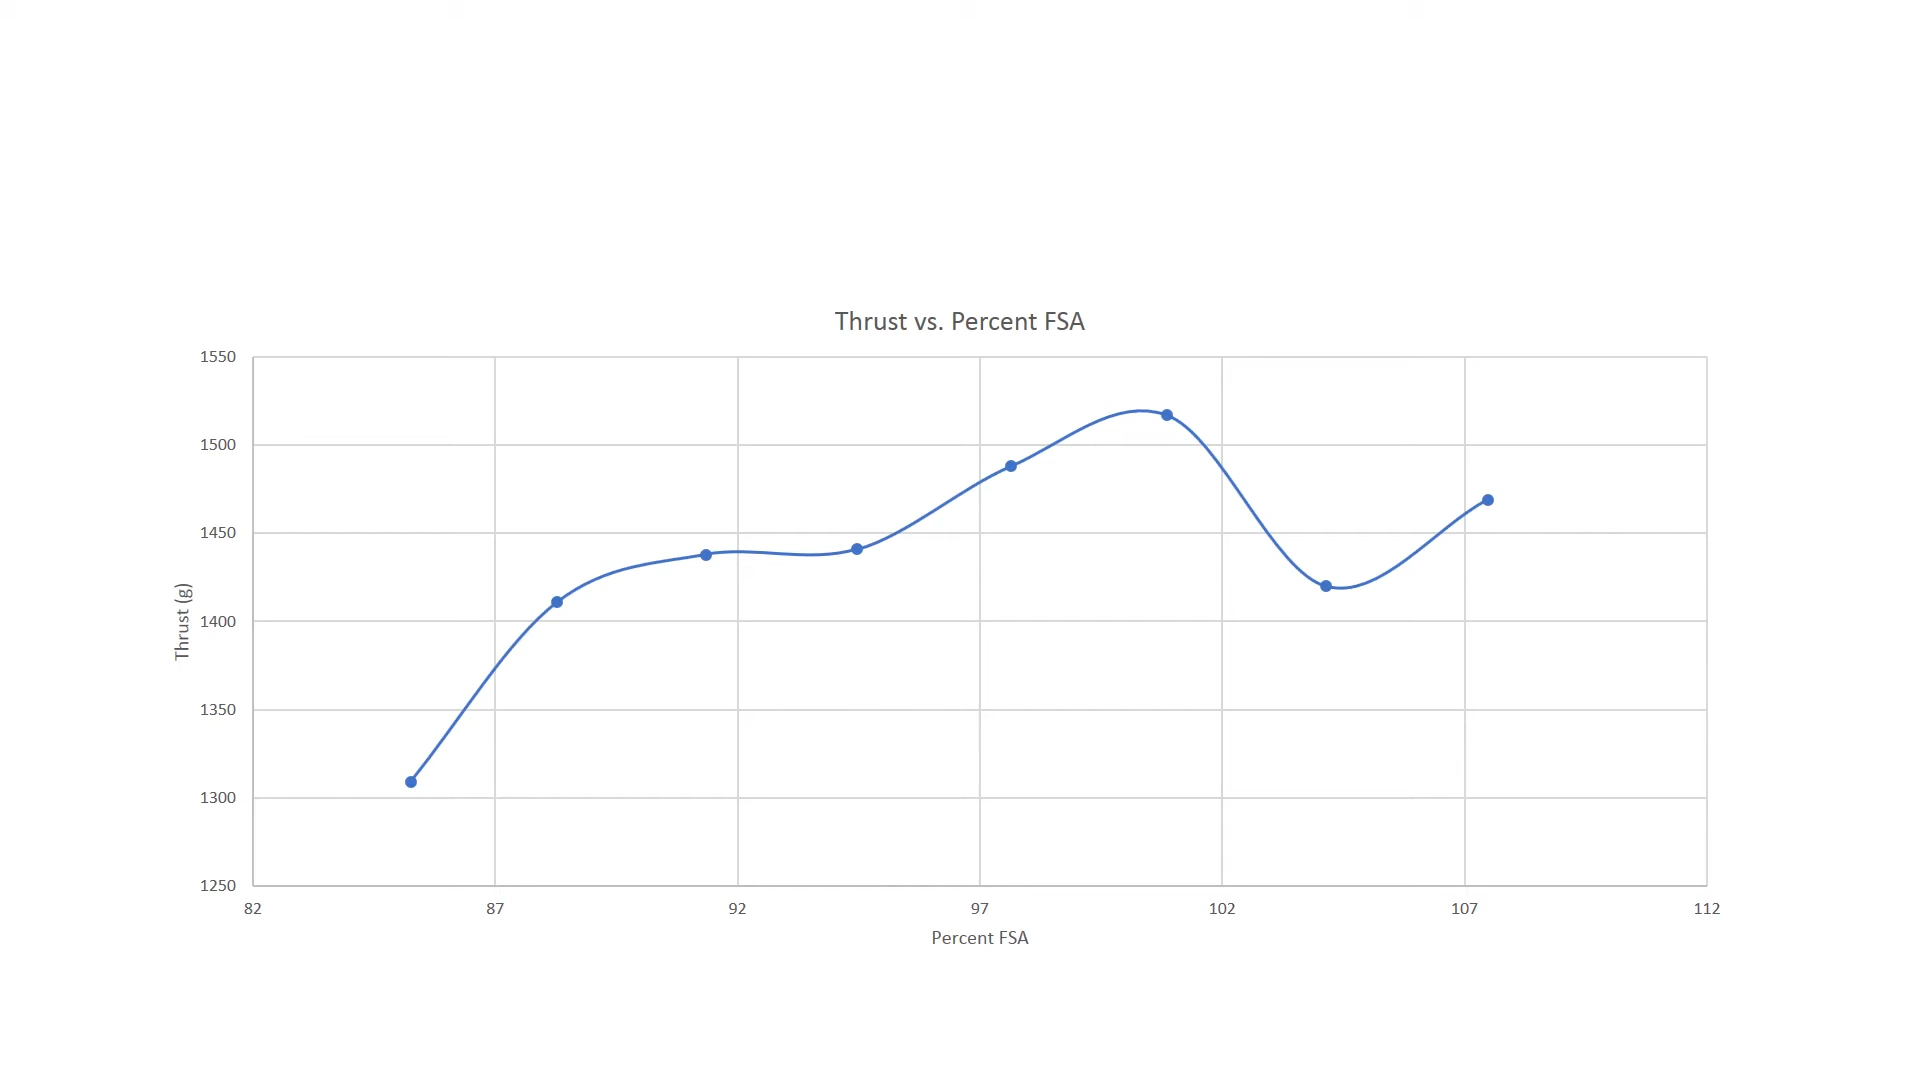 Thrust vs. Percent FSA
1550
1500
1450
1400
1350
1300
1250
Thrust (g)
82 87 92 97 102 107 112
Percent FSA